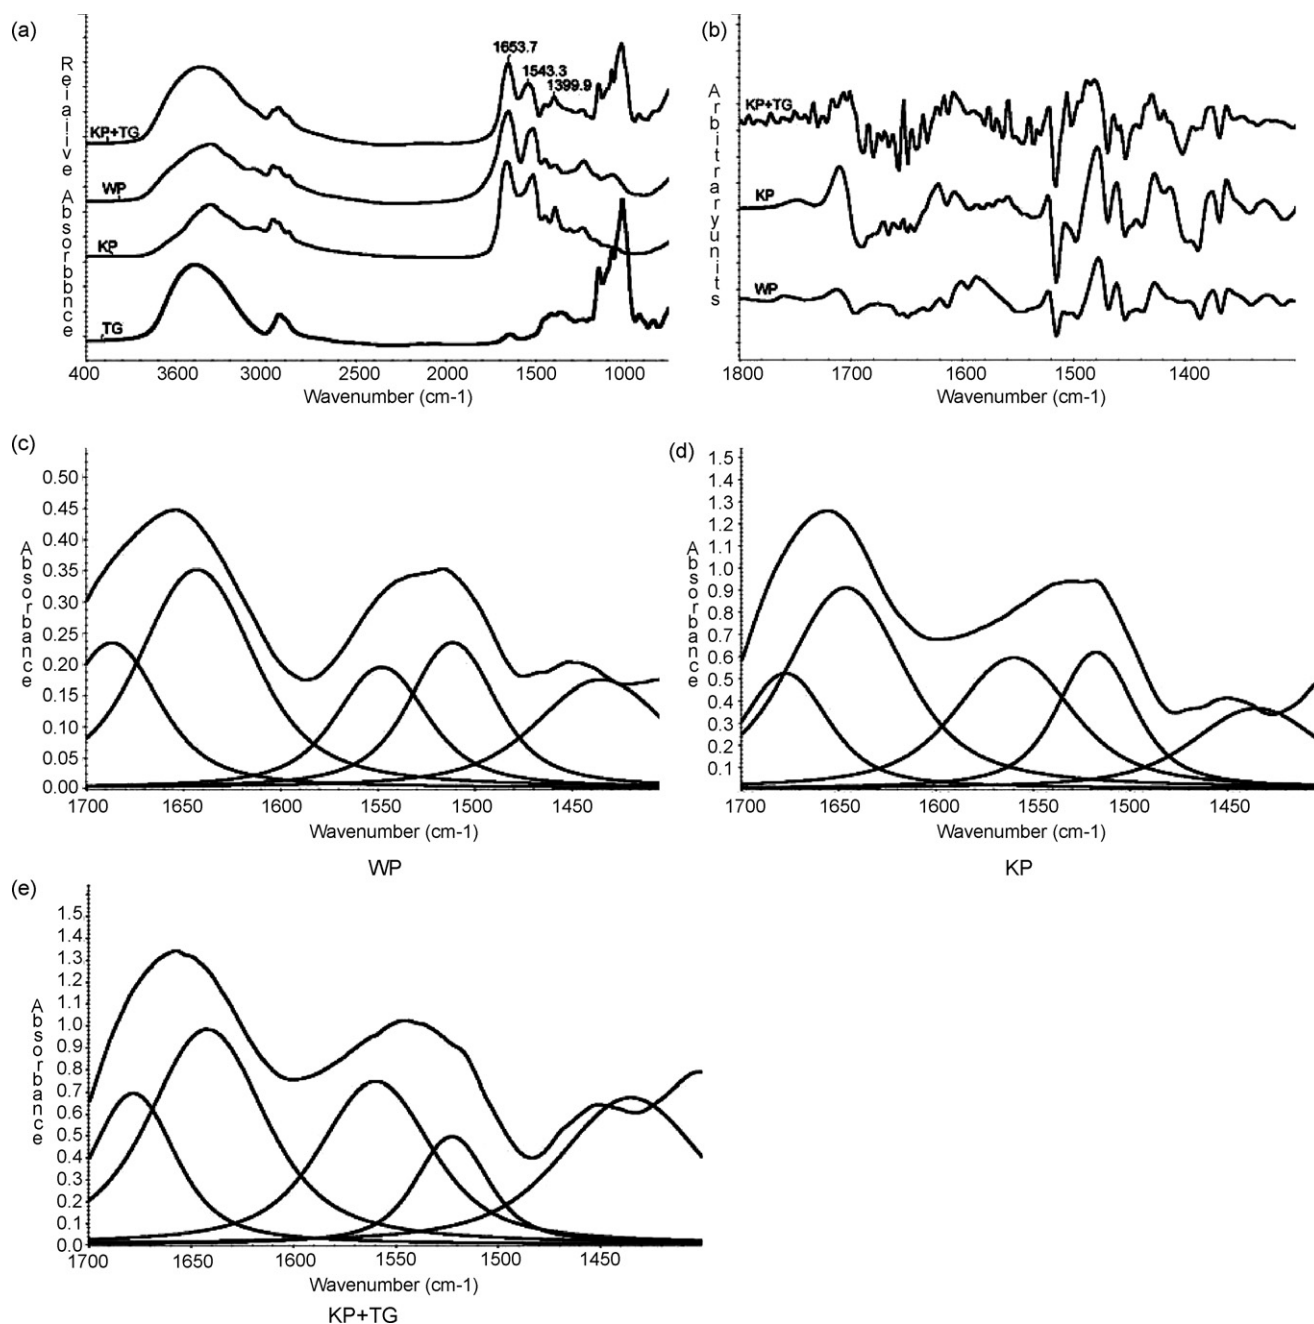 (a)
Reiailve Absorbbnce
1653.7
1543.3
1399.9
KP+TG
WP
KP
TG
400 3600 3000 2500 2000 1500 1000
Wavenumber (cm-1)
(b)
Arbitraryunits
KP+TG
KP
WP
1800 1700 1600 1500 1400
Wavenumber (cm-1)
(c)
Absorbance
0.50
0.45
0.40
0.35
0.30
0.25
0.20
0.15
0.10
0.05
0.00
1700 1650 1600 1550 1500 1450
Wavenumber (cm-1)
WP
(d)
Absorbance
1.5
1.4
1.3
1.2
1.1
1.0
0.9
0.8
0.7
0.6
0.5
0.4
0.3
0.2
0.1
1700 1650 1600 1550 1500 1450
Wavenumber (cm-1)
KP
(e)
Absorbance
1.5
1.4
1.3
1.2
1.1
1.0
0.9
0.8
0.7
0.6
0.5
0.4
0.3
0.2
0.1
0.0
1700 1650 1600 1550 1500 1450
Wavenumber (cm-1)
KP+TG